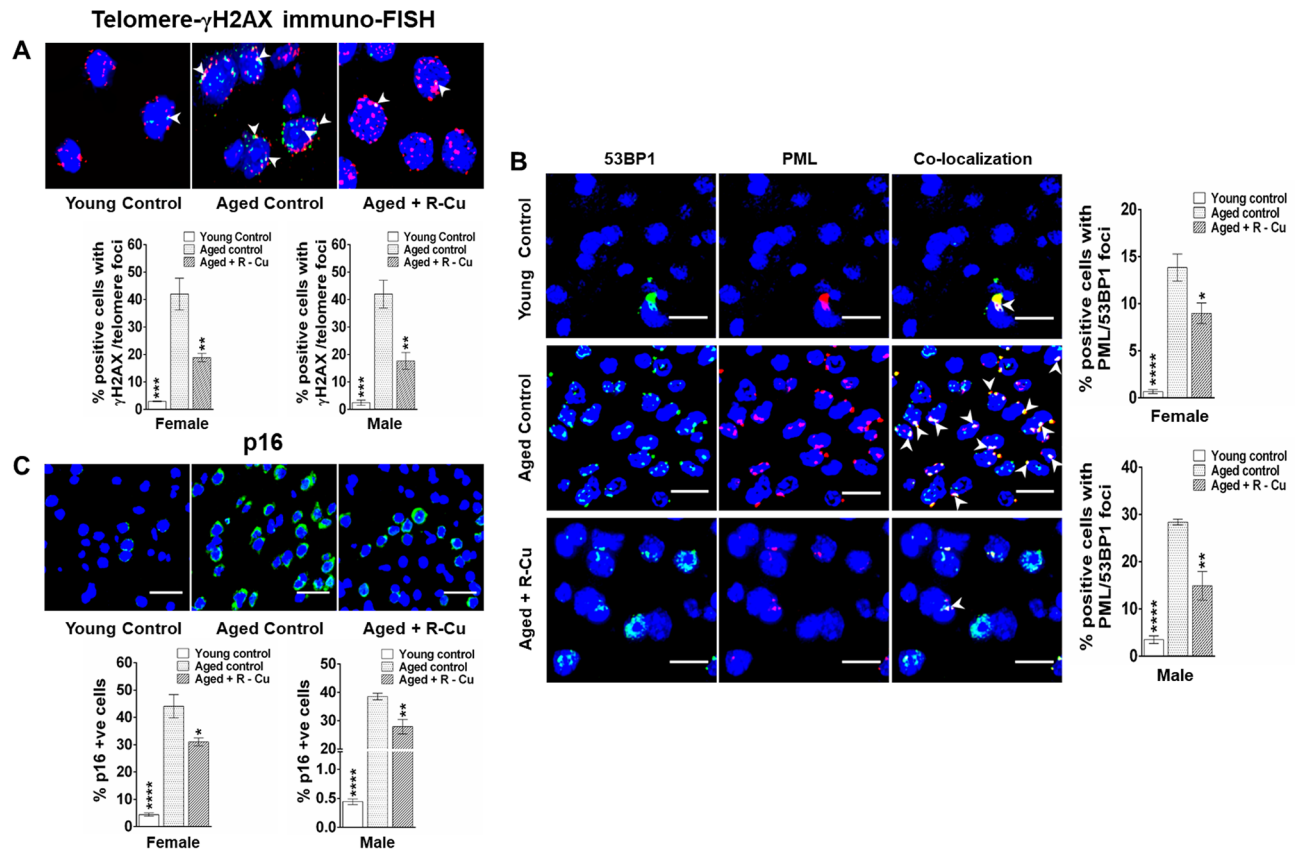 Telomere-γH2AX immuno-FISH
A
Young Control
Aged Control
Aged + R-Cu
% positive cells with
γH2AX /telomere foci
60
50
40
30
20
10
0
***
**
Young Control
Aged control
Aged + R - Cu
Female
% positive cells with
γH2AX /telomere foci
60
50
40
30
20
10
0
***
**
Young Control
Aged control
Aged + R - Cu
Male
B
53BP1
PML
Co-localization
Young Control
Aged Control
Aged + R-Cu
% positive cells with
PML/53BP1 foci
20
15
10
5
0
****
*
Young control
Aged control
Aged + R - Cu
Female
% positive cells with
PML/53BP1 foci
40
30
20
10
0
****
**
Young control
Aged control
Aged + R - Cu
Male
C
p16
Young Control
Aged Control
Aged + R-Cu
% p16 +ve cells
60
50
40
30
20
10
0
****
*
Young control
Aged control
Aged + R - Cu
Female
% p16 +ve cells
50
40
30
20
1.0
0.5
0.0
****
**
Young control
Aged control
Aged + R - Cu
Male